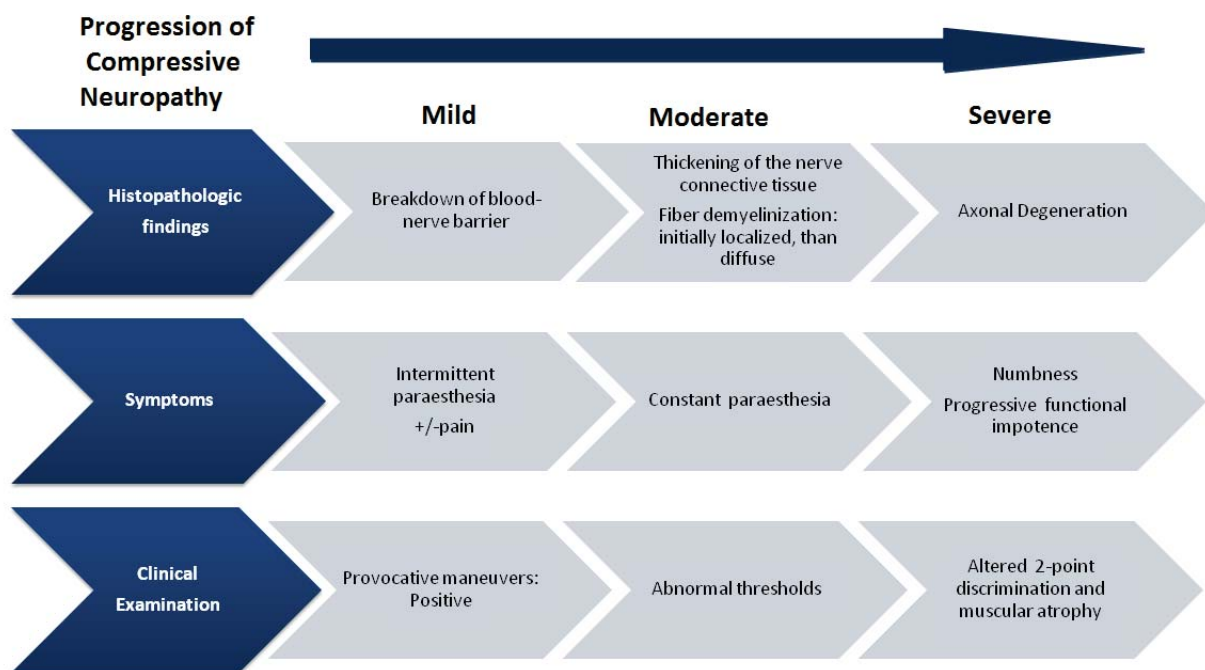 Progression of
Compressive
Neuropathy
Mild
Moderate
Severe
Histopathologic
findings
Breakdown of blood-
nerve barrier
Thickening of the nerve
connective tissue
Fiber demyelinization:
initially localized, than
diffuse
Axonal Degeneration
Symptoms
Intermittent
paraesthesia
+/-pain
Constant paraesthesia
Numbness
Progressive functional
impotence
Clinical
Examination
Provocative maneuvers:
Positive
Abnormal thresholds
Altered 2-point
discrimination and
muscular atrophy